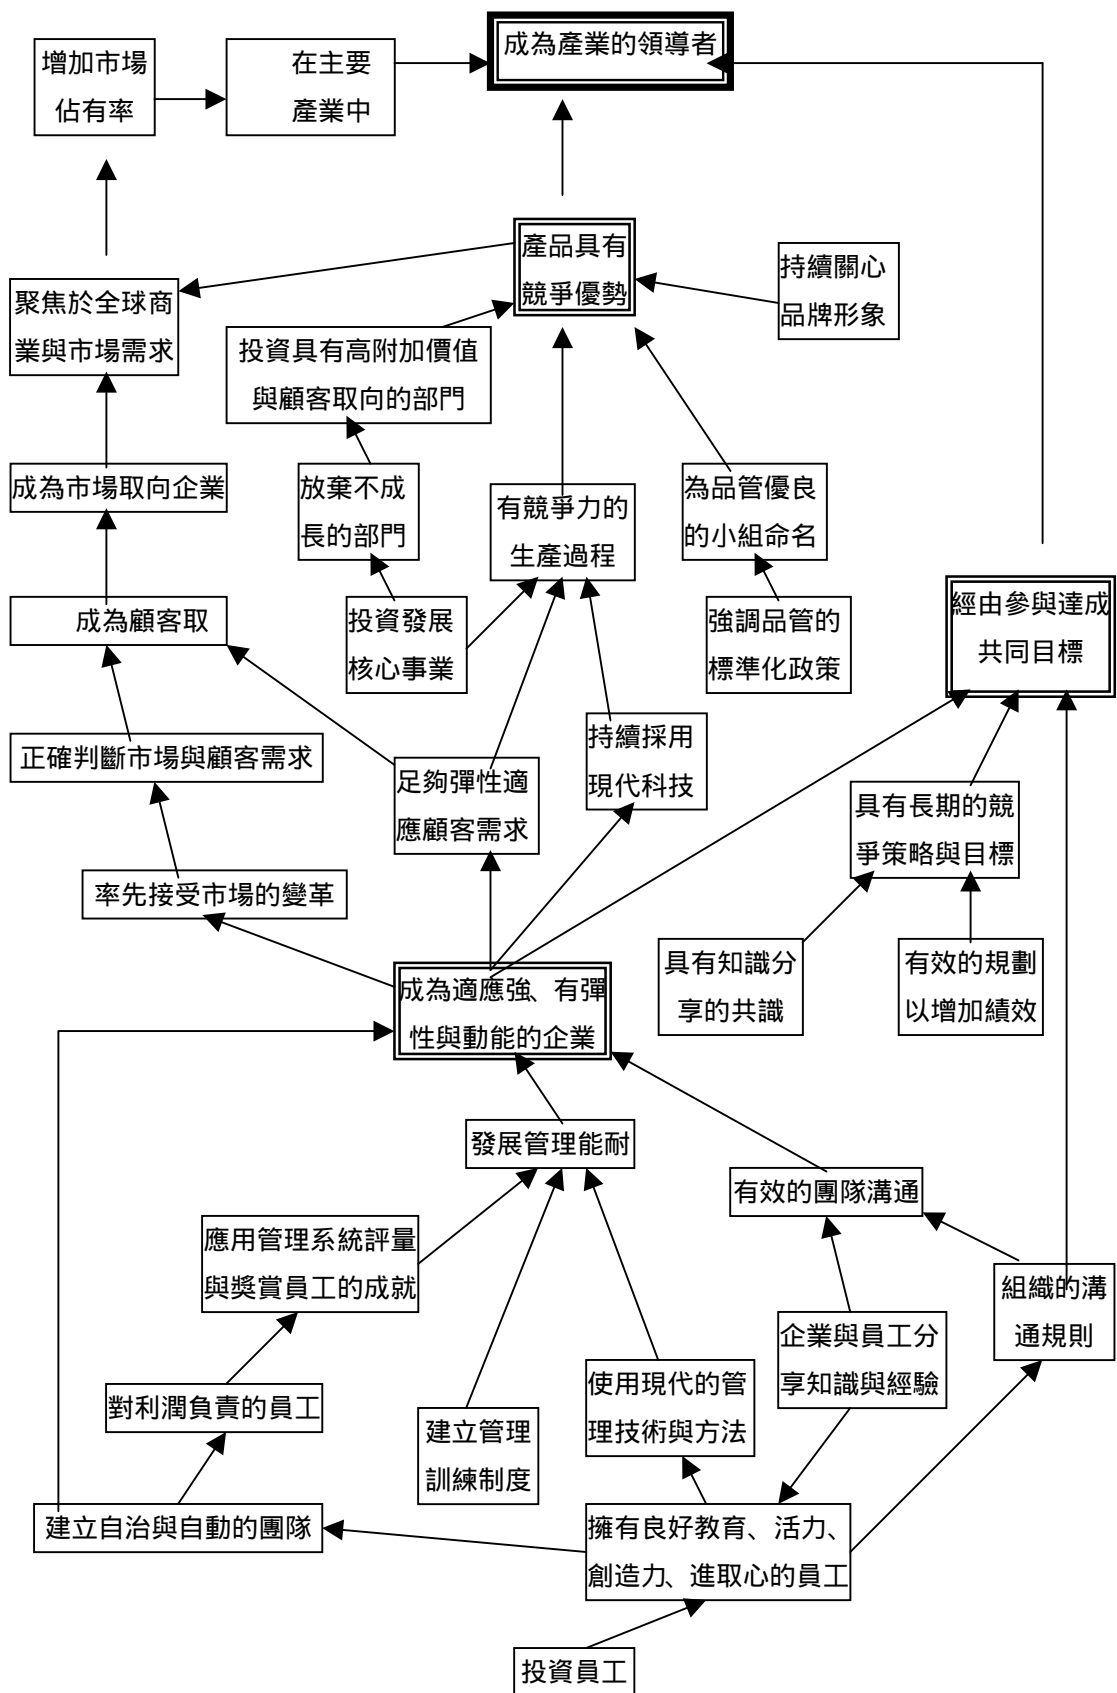 成為產業的領導者
增加市場
佔有率
在主要
產業中
產品具有
競爭優勢
持續關心
品牌形象
聚焦於全球商
業與市場需求
投資具有高附加價值
與顧客取向的部門
成為市場取向企業
放棄不成
長的部門
有競爭力的
生產過程
為品管優良
的小組命名
成為顧客取
投資發展
核心事業
強調品管的
標準化政策
經由參與達成
共同目標
正確判斷市場與顧客需求
足夠彈性適
應顧客需求
持續採用
現代科技
具有長期的競
爭策略與目標
率先接受市場的變革
具有知識分
享的共識
有效的規劃
以增加績效
成為適應強、有彈
性與動能的企業
發展管理能耐
有效的團隊溝通
應用管理系統評量
與獎賞員工的成就
組織的溝
通規則
企業與員工分
享知識與經驗
對利潤負責的員工
建立管理
訓練制度
使用現代的管
理技術與方法
建立自治與自動的團隊
擁有良好教育、活力、
創造力、進取心的員工
投資員工